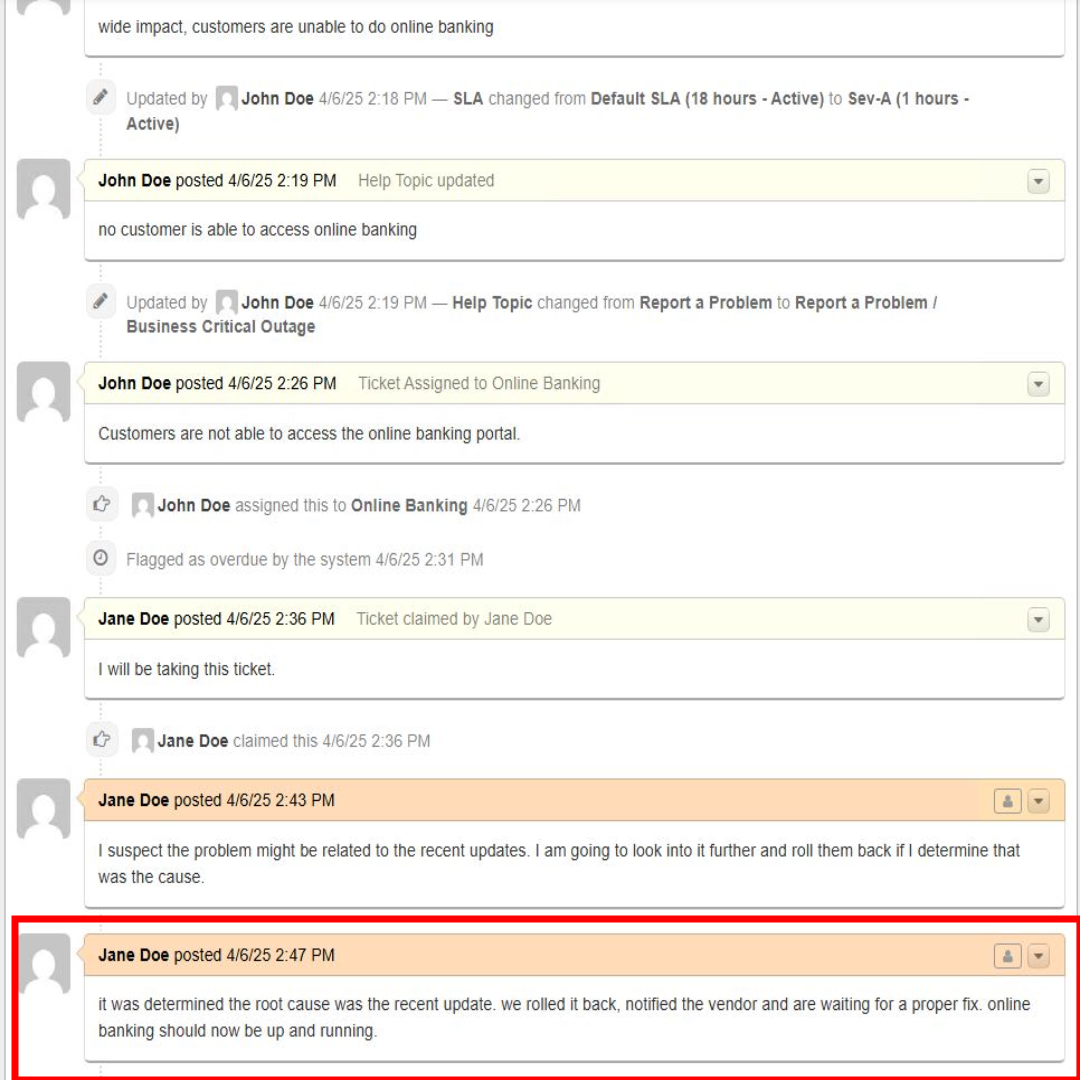 wide impact, customers are unable to do online banking
Updated by John Doe 4/6/25 2:18 PM — SLA changed from Default SLA (18 hours - Active) to Sev-A (1 hours -
Active)
John Doe posted 4/6/25 2:19 PM Help Topic updated
no customer is able to access online banking
Updated by John Doe 4/6/25 2:19 PM — Help Topic changed from Report a Problem to Report a Problem /
Business Critical Outage
John Doe posted 4/6/25 2:26 PM Ticket Assigned to Online Banking
Customers are not able to access the online banking portal.
John Doe assigned this to Online Banking 4/6/25 2:26 PM
Flagged as overdue by the system 4/6/25 2:31 PM
Jane Doe posted 4/6/25 2:36 PM Ticket claimed by Jane Doe
I will be taking this ticket.
Jane Doe claimed this 4/6/25 2:36 PM
Jane Doe posted 4/6/25 2:43 PM
I suspect the problem might be related to the recent updates. I am going to look into it further and roll them back if I determine that
was the cause.
Jane Doe posted 4/6/25 2:47 PM
it was determined the root cause was the recent update. we rolled it back, notified the vendor and are waiting for a proper fix. online
banking should now be up and running.